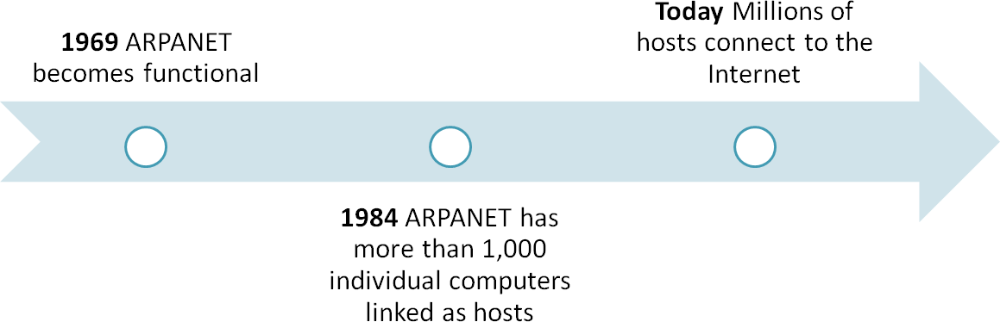 1969 ARPANET
becomes functional
1984 ARPANET has
more than 1,000
individual computers
linked as hosts
Today Millions of
hosts connect to the
Internet